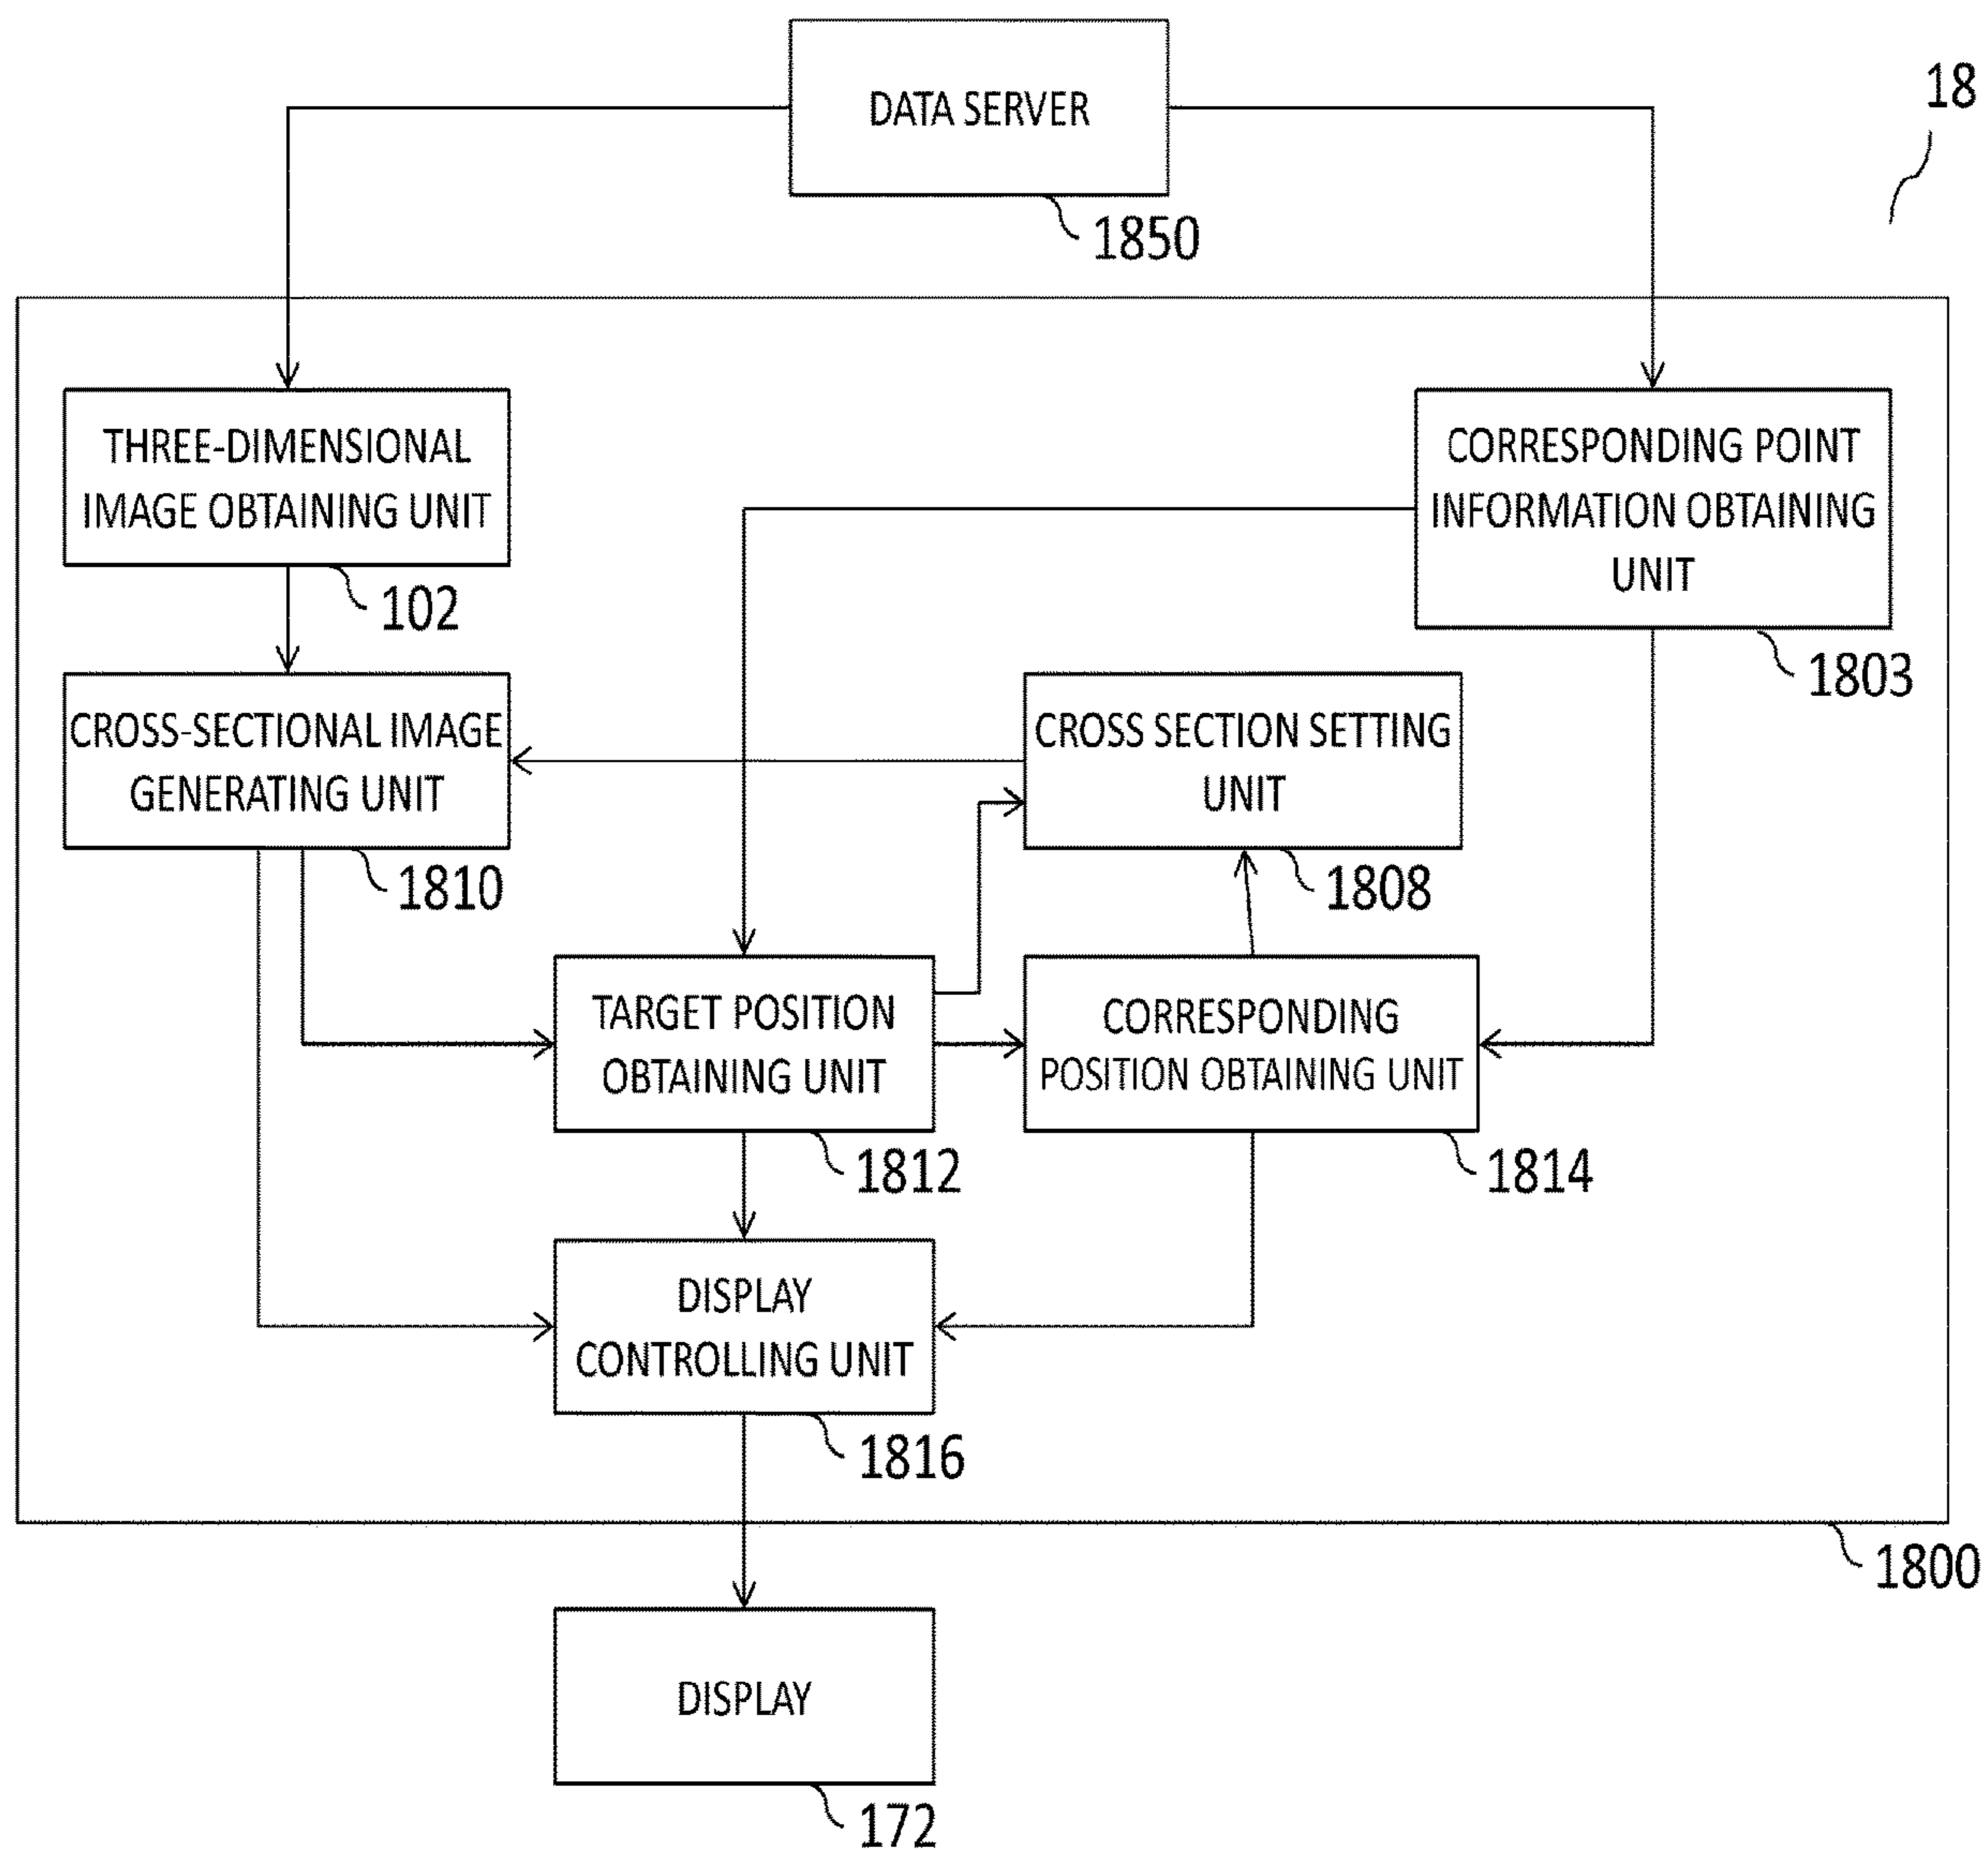 DATA SERVER
18
1850
THREE-DIMENSIONAL
IMAGE OBTAINING UNIT
102
CORRESPONDING POINT
INFORMATION OBTAINING
UNIT
1803
CROSS-SECTIONAL IMAGE
GENERATING UNIT
1810
CROSS SECTION SETTING
UNIT
1808
TARGET POSITION
OBTAINING UNIT
1812
CORRESPONDING
POSITION OBTAINING UNIT
1814
DISPLAY
CONTROLLING UNIT
1816
1800
DISPLAY
172